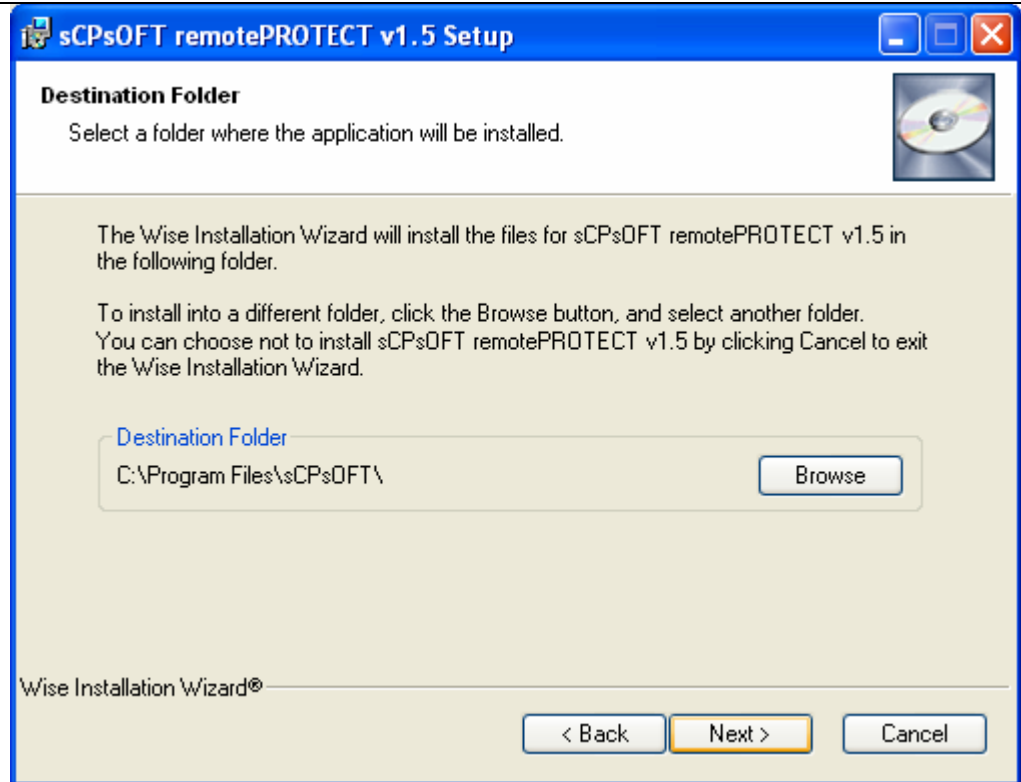 sCPsOFT remotePROTECT v1.5 Setup
Destination Folder
Select a folder where the application will be installed.
The Wise Installation Wizard will install the files for sCPsOFT remotePROTECT v1.5 in
the following folder.
To install into a different folder, click the Browse button, and select another folder.
You can choose not to install sCPsOFT remotePROTECT v1.5 by clicking Cancel to exit
the Wise Installation Wizard.
Destination Folder
C:\Program Files\sCPsOFT\
Browse
Wise Installation Wizard®
< Back Next > Cancel